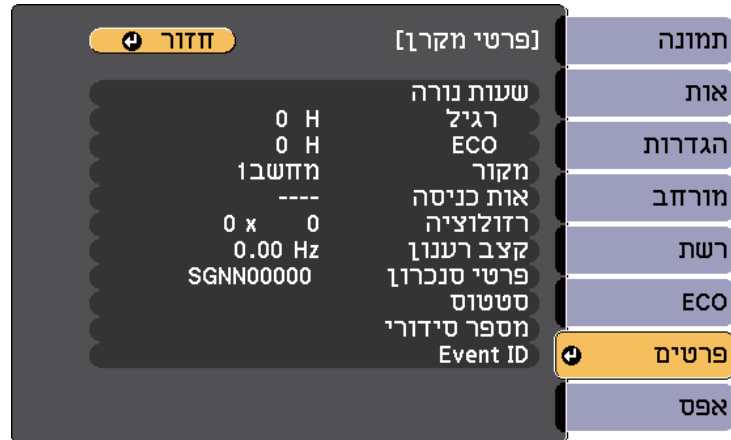 תמונה
אות
הגדרות
מורחב
רשת
ECO
פרטים
אפס
[פרטי מקרן]
חזור
שעות נורה
רגיל 0 H
ECO 0 H
מקור מחשב1
אות כניסה ----
רזולוציה 0 x 0
קצב רענון 0.00 Hz
פרטי סנכרון SGNN00000
סטטוס
מספר סידורי
Event ID